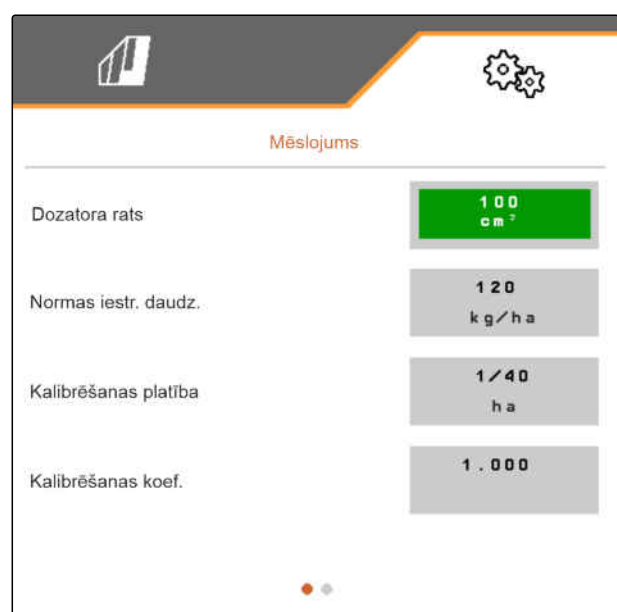 Mēslojums
Dozatora rats
100
cm³
Normas iestr. daudz.
120
kg/ha
Kalibrēšanas platība
1/40
ha
Kalibrēšanas koef.
1.000